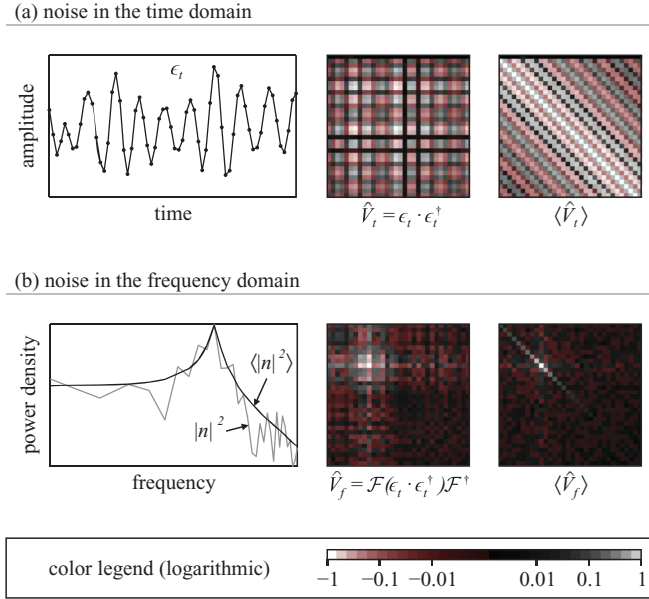 (a) noise in the time domain
ϵ_t
amplitude
time
V̂_t = ϵ_t · ϵ_t^†
⟨V̂_t⟩
(b) noise in the frequency domain
power density
⟨|n|²⟩
|n|²
frequency
V̂_f = ℱ(ϵ_t · ϵ_t^†)ℱ^†
⟨V̂_f⟩
color legend (logarithmic)
−1 −0.1 −0.01 0.01 0.1 1